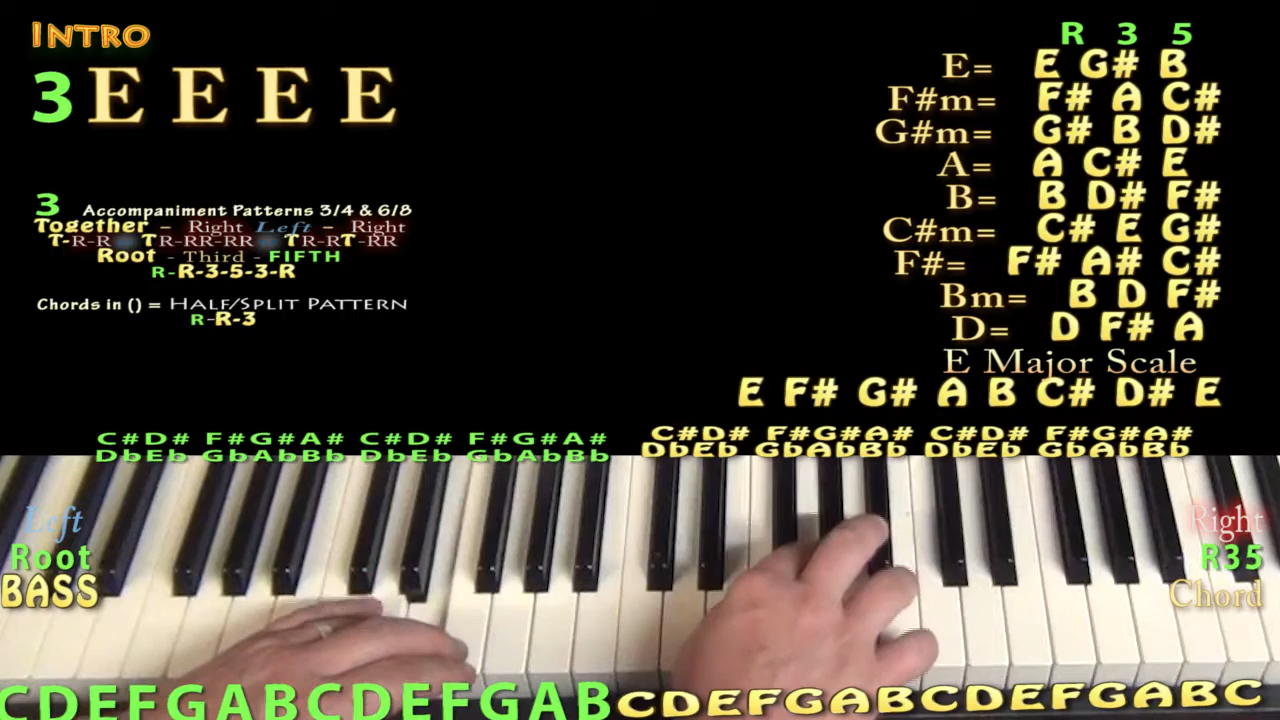 INTRO
3 E E E E
3 Accompaniment Patterns 3/4 & 6/8
Together - Right Left - Right
T-R-R TR-RR-RR TR-RT-RR
Root - Third - FIFTH
R-R-3-5-3-R
Chords in () = HALF/SPLIT PATTERN
R-R-3
R 3 5
E= E G# B
F#m= F# A C#
G#m= G# B D#
A= A C# E
B= B D# F#
C#m= C# E G#
F#= F# A# C#
Bm= B D F#
D= D F# A
E Major Scale
E F# G# A B C# D# E
C#D# F#G#A# C#D# F#G#A#
DbEb GbAbBb DbEb GbAbBb
C#D# F#G#A# C#D# F#G#A#
DbEb GbAbBb DbEb GbAbBb
Left
Root
BASS
Right
R35
Chord
CDEFGABCDEFGAB
CDEFGABCDEFGABC